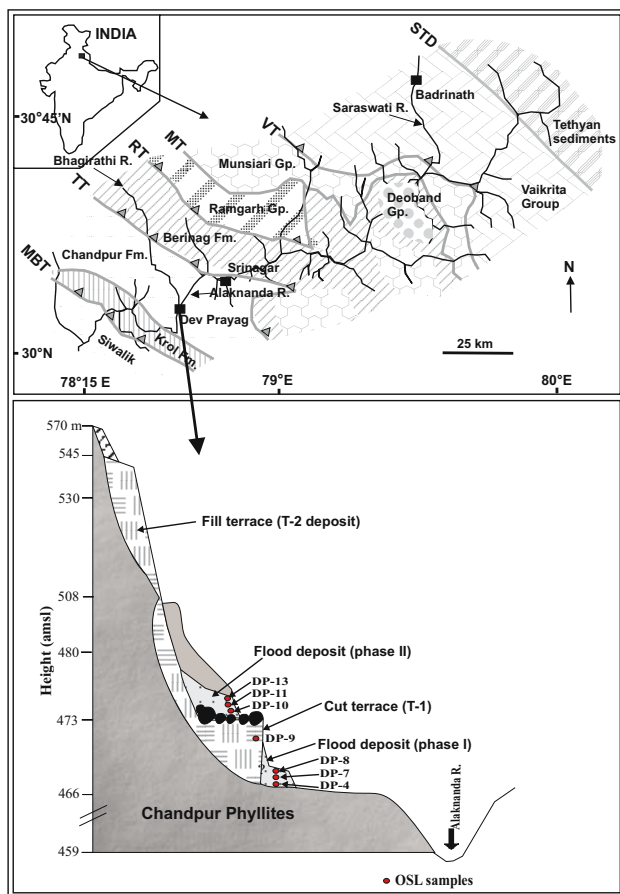 INDIA
STD
30°45'N
Badrinath
Saraswati R.
VT
MT
Tethyan
sediments
RT
Bhagirathi R.
Munsiari Gp.
TT
Deoband
Gp.
Vaikrita
Group
Ramgarh Gp.
Berinag Fm.
MBT
Chandpur Fm.
Srinagar
Alaknanda R.
N
Dev Prayag
Krol Fm.
Siwalik
30°N
25 km
78°15 E
79°E
80°E
570 m
545
530
Fill terrace (T-2 deposit)
508
Height (amsl)
480
Flood deposit (phase II)
DP-13
DP-11
DP-10
Cut terrace (T-1)
473
DP-9
Flood deposit (phase I)
DP-8
DP-7
DP-4
466
Chandpur Phyllites
Alaknanda R.
459
OSL samples